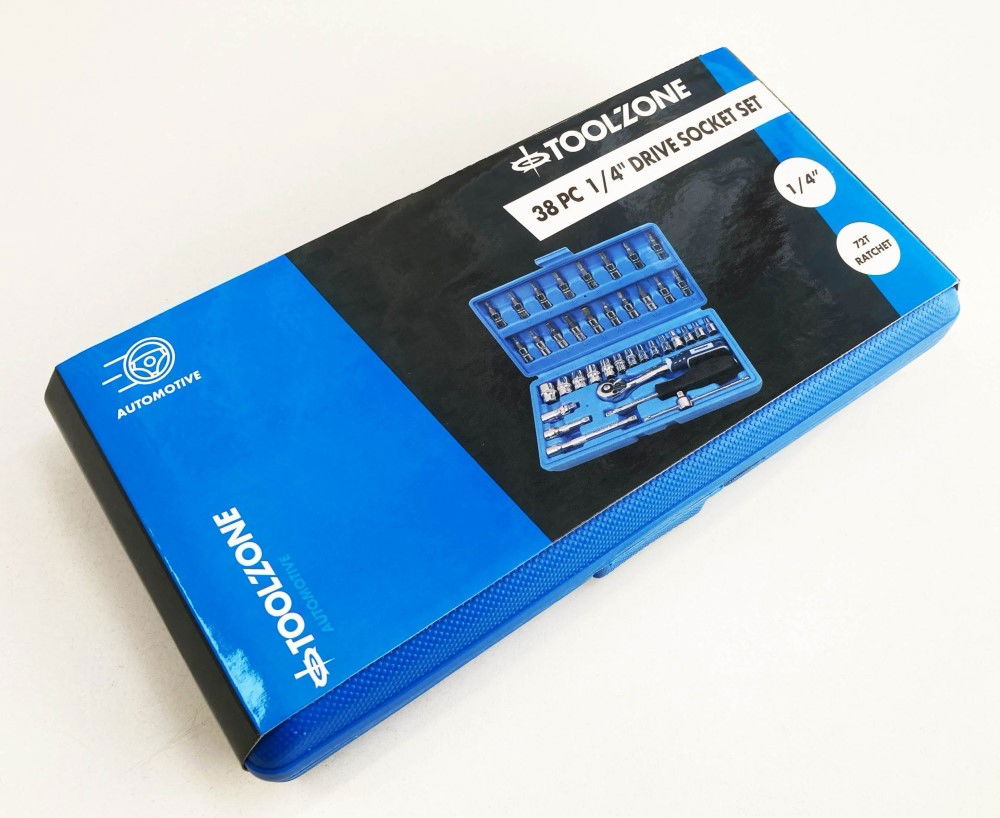 TOOLZONE
38 PC 1/4" DRIVE SOCKET SET
1/4"
72T
RATCHET
AUTOMOTIVE
TOOLZONE
AUTOMOTIVE